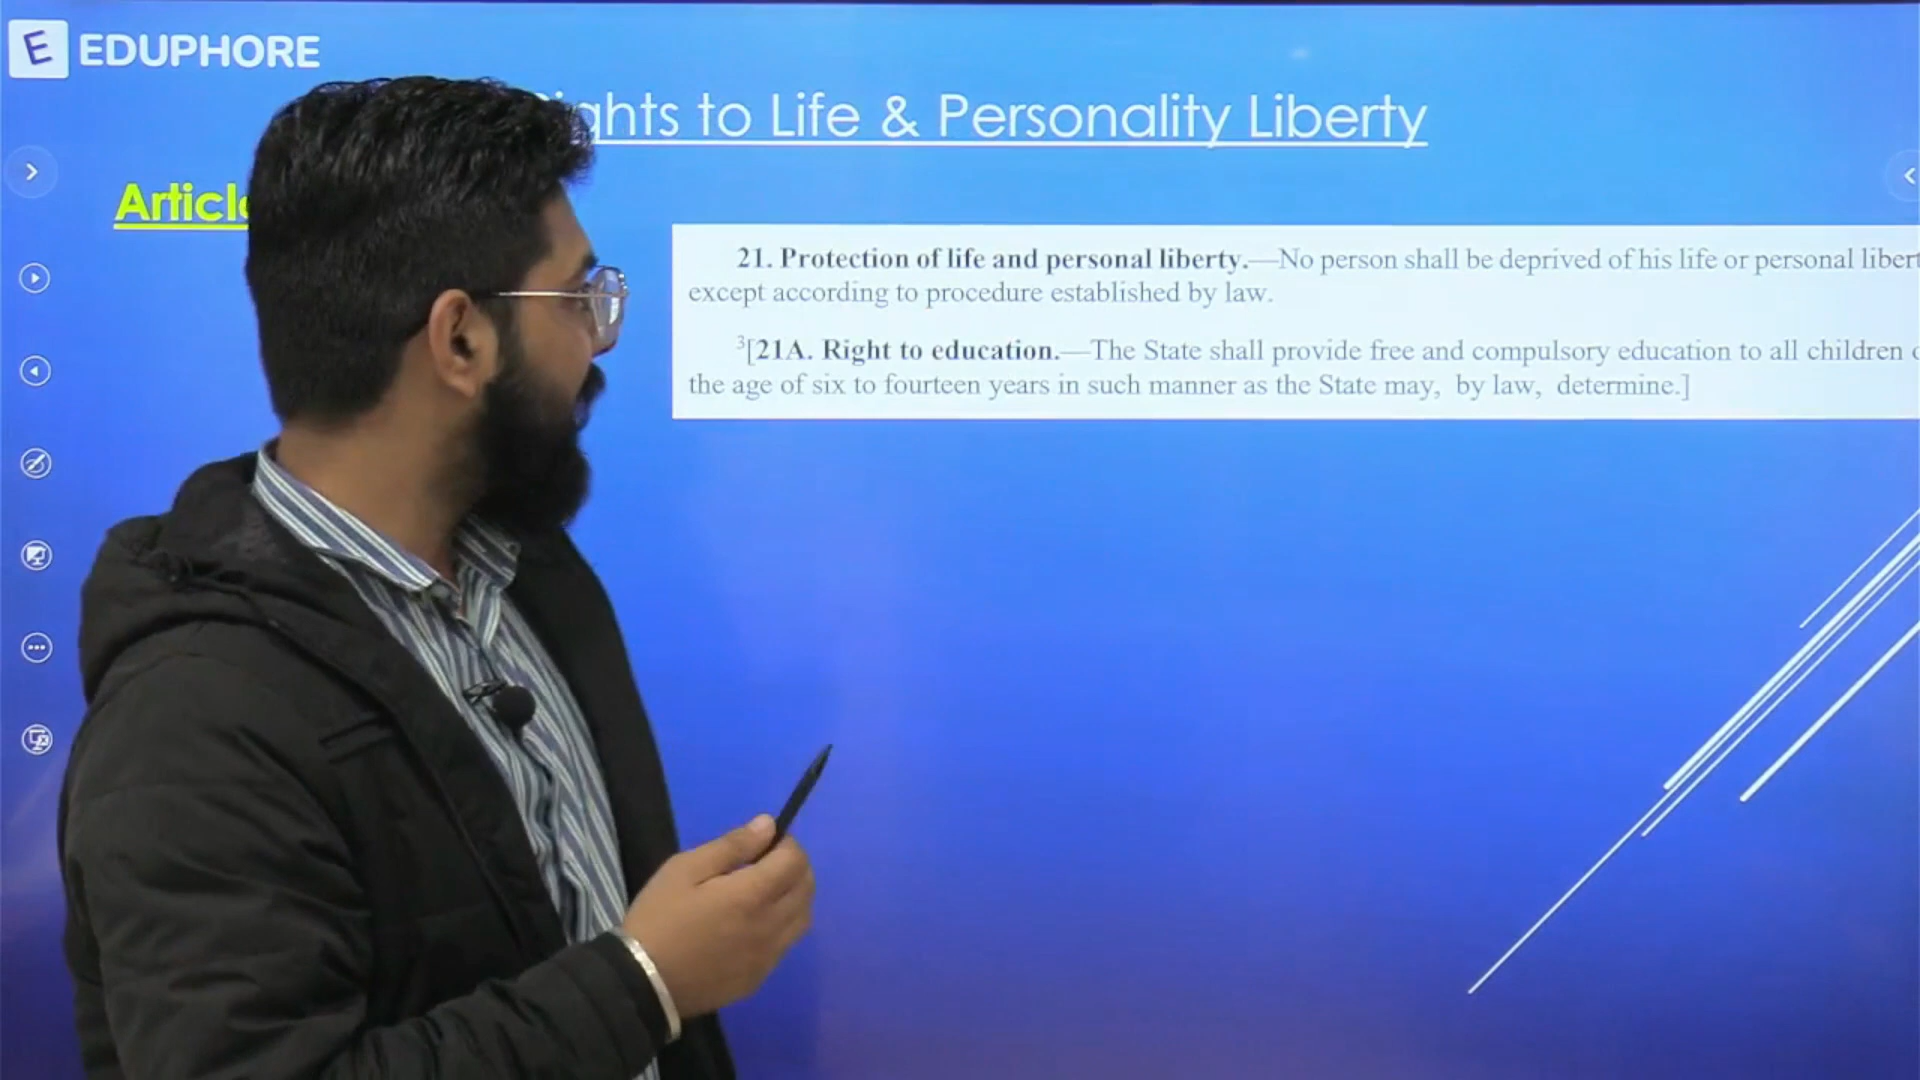 E EDUPHORE
to Life & Personality Liberty
21. Protection of life and personal liberty.—No person shall be deprived of his life or personal
except according to procedure established by law.
3[21A. Right to education.—The State shall provide free and compulsory education to all children
the age of six to fourteen years in such manner as the State may, by law, determine.]